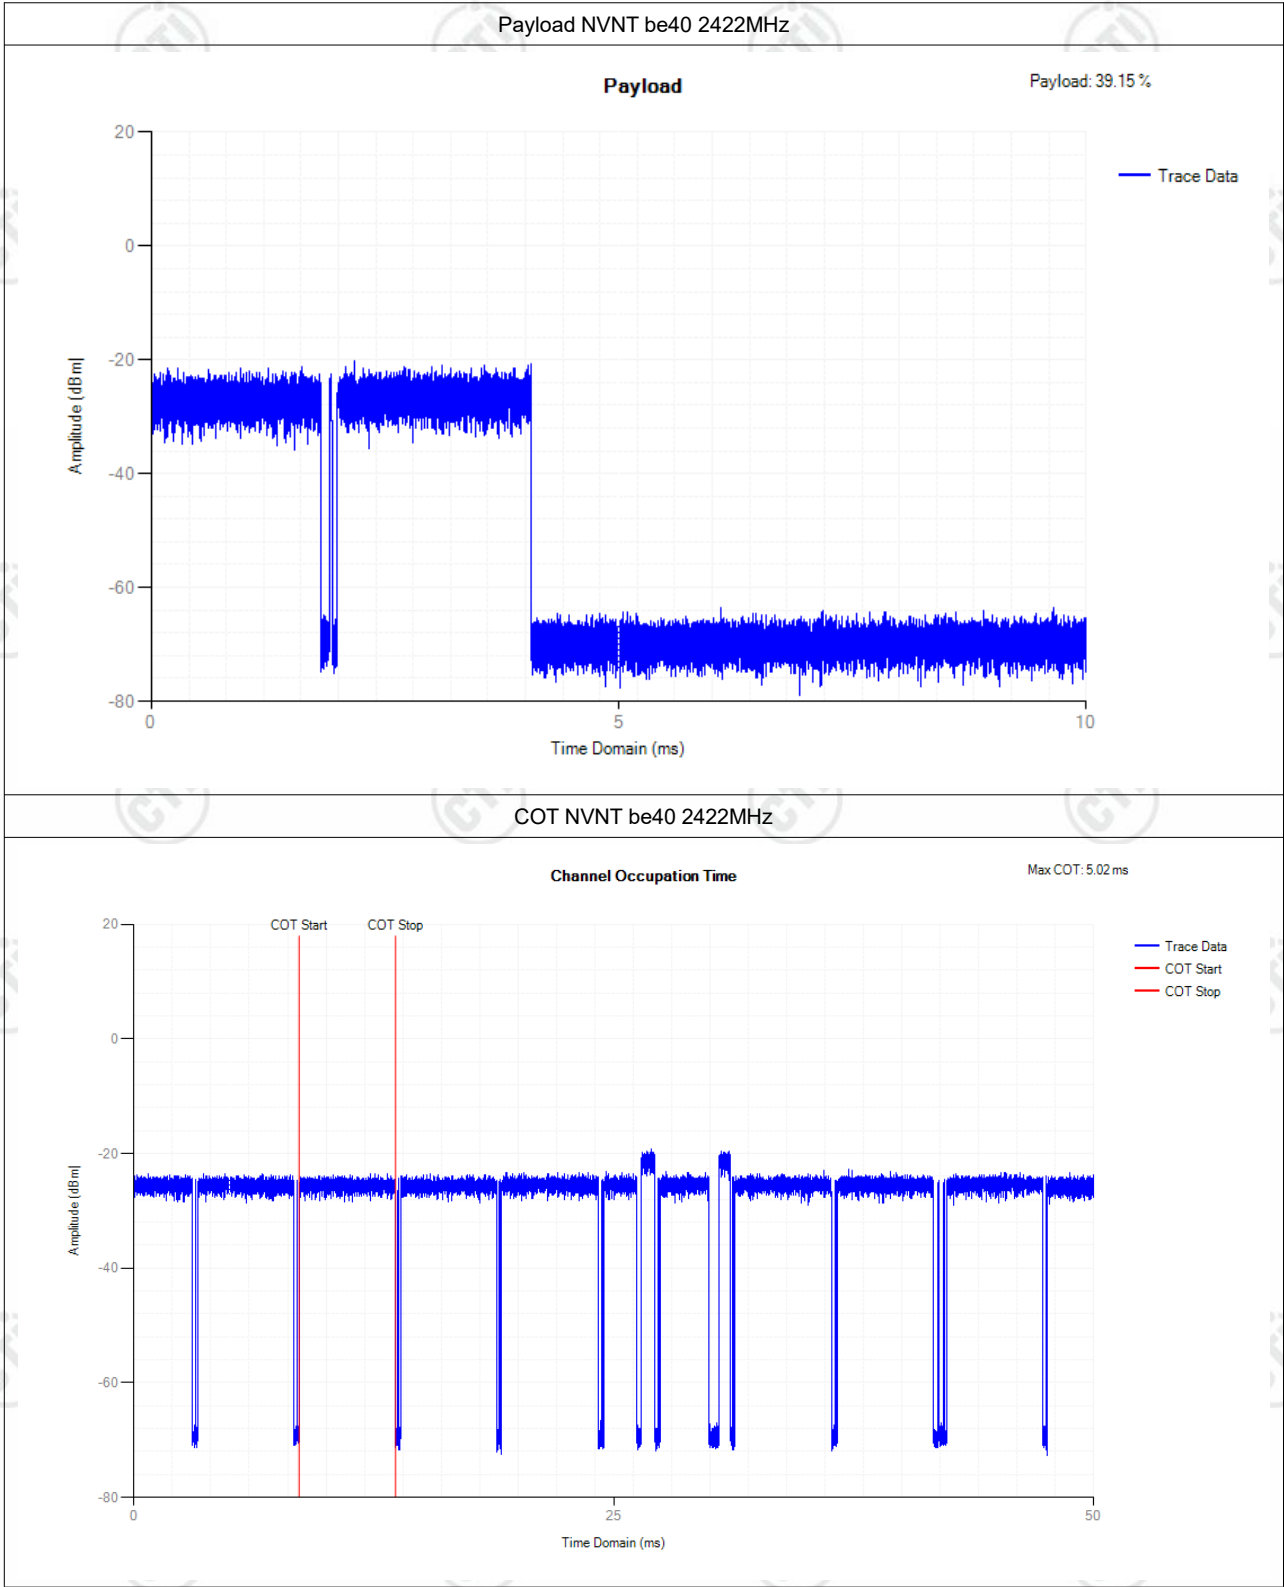 Payload NVNT be40 2422MHz
Payload
Payload: 39.15 %
Trace Data
20
0
-20
-40
-60
-80
Amplitude (dBm)
0
5
10
Time Domain (ms)
COT NVNT be40 2422MHz
Channel Occupation Time
Max COT: 5.02 ms
COT Start
COT Stop
Trace Data
COT Start
COT Stop
20
0
-20
-40
-60
-80
Amplitude (dBm)
0
25
50
Time Domain (ms)
CTI